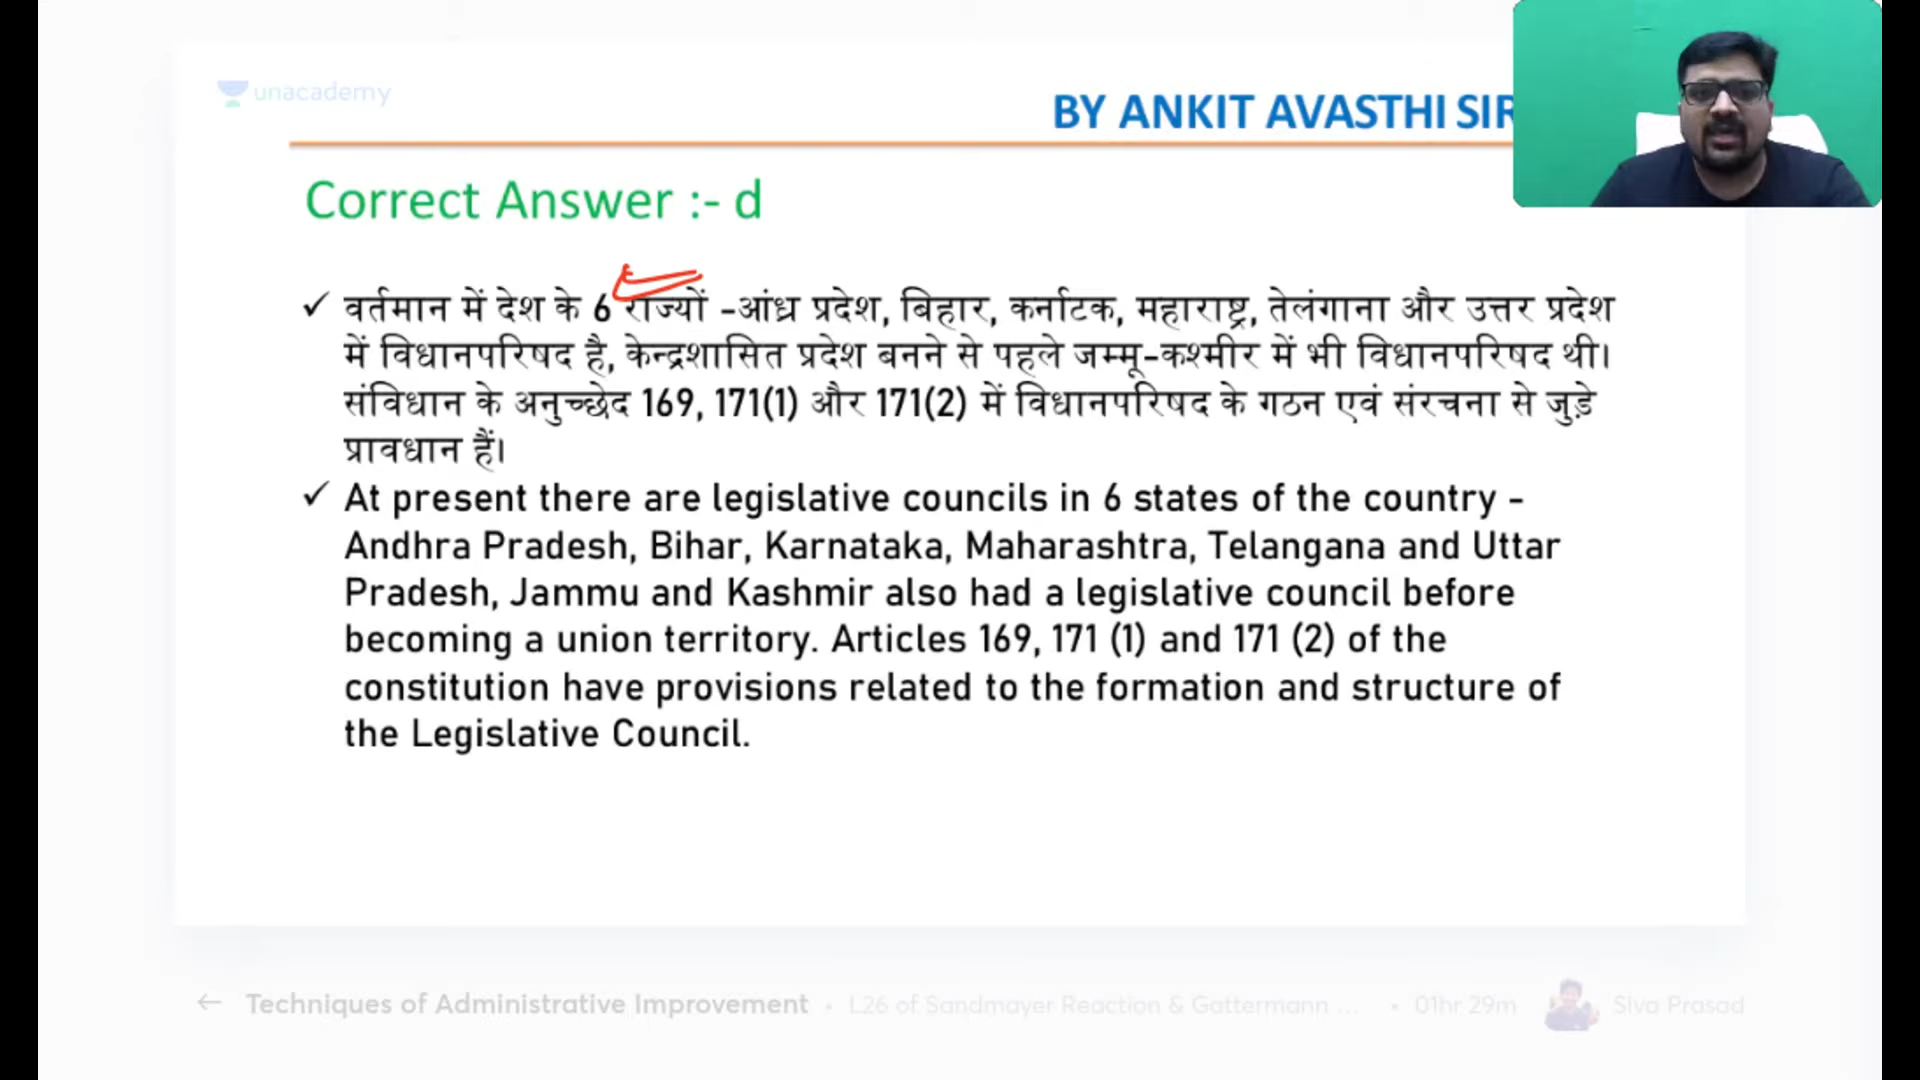 unacademy
BY ANKIT AVASTHI SIR
Correct Answer :- d
✓ वर्तमान में देश के 6 राज्यों -आंध्र प्रदेश, बिहार, कर्नाटक, महाराष्ट्र, तेलंगाना और उत्तर प्रदेश
में विधानपरिषद है, केन्द्रशासित प्रदेश बनने से पहले जम्मू-कश्मीर में भी विधानपरिषद थी।
संविधान के अनुच्छेद 169, 171(1) और 171(2) में विधानपरिषद के गठन एवं संरचना से जुड़े
प्रावधान हैं।
✓ At present there are legislative councils in 6 states of the country -
Andhra Pradesh, Bihar, Karnataka, Maharashtra, Telangana and Uttar
Pradesh, Jammu and Kashmir also had a legislative council before
becoming a union territory. Articles 169, 171 (1) and 171 (2) of the
constitution have provisions related to the formation and structure of
the Legislative Council.
← Techniques of Administrative Improvement • L26 of Sandmayer Reaction & Gattermann ... • 01hr 29m SIva Prasad